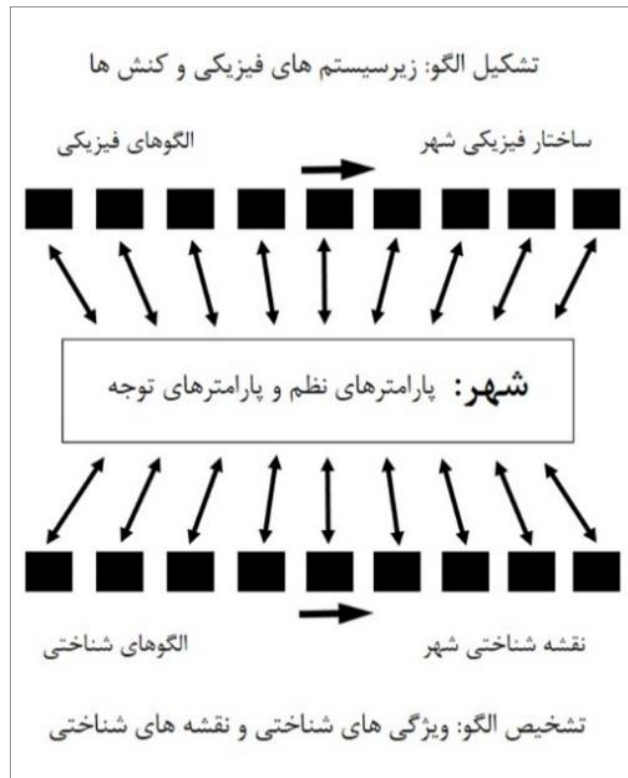 تشکیل الگو: زیرسیستم های فیزیکی و کنش ها
ساختار فیزیکی شهر
الگوهای فیزیکی
شهر: پارامترهای نظم و پارامترهای توجه
نقشه شناختی شهر
الگوهای شناختی
تشخیص الگو: ویژگی های شناختی و نقشه های شناختی